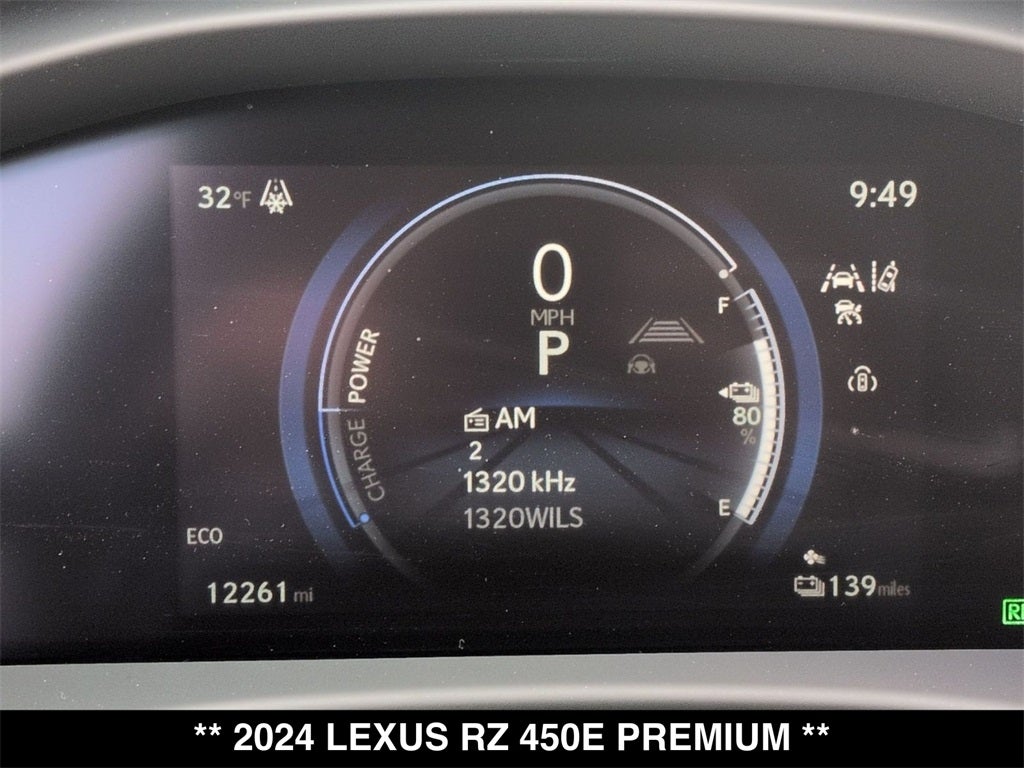 32°F
9:49
0
MPH
P
F
POWER
CHARGE
80
%
AM
2
1320 kHz
1320WILS
E
ECO
12261 mi
139 miles
** 2024 LEXUS RZ 450E PREMIUM **